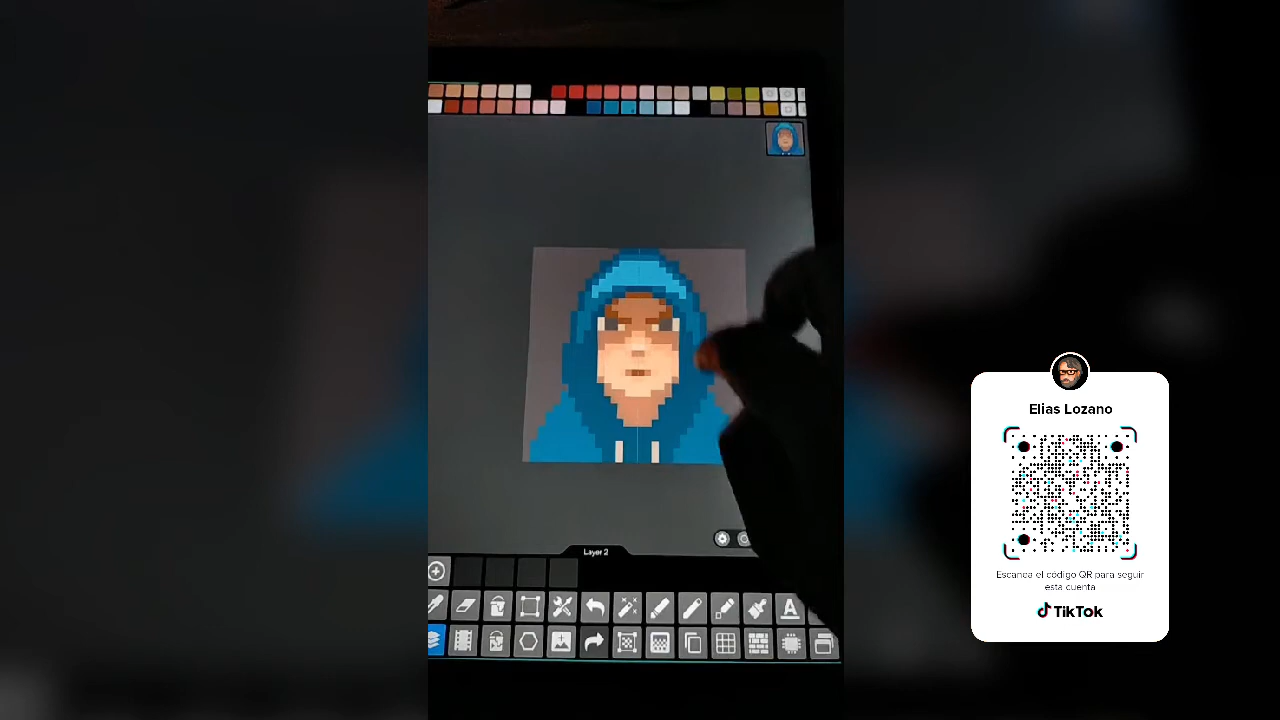 Layer 2
A
Elias Lozano
Escanea el código QR para seguir
esta cuenta
TikTok